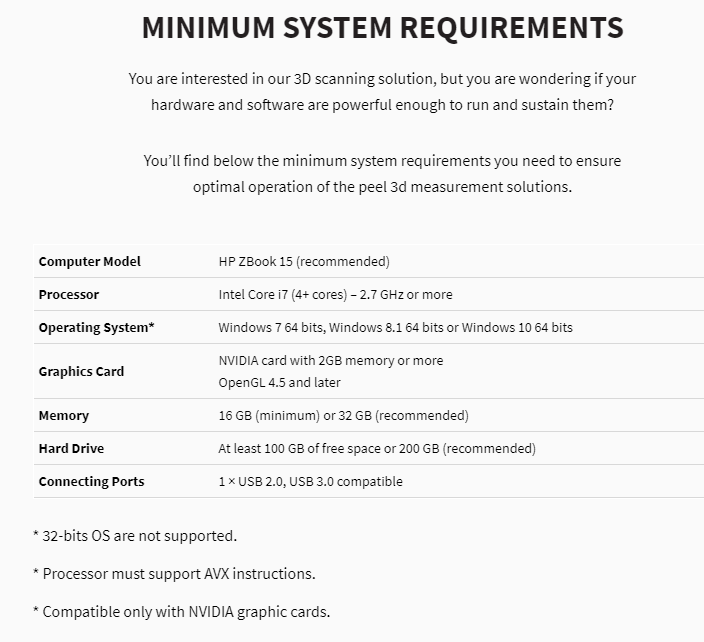 MINIMUM SYSTEM REQUIREMENTS
You are interested in our 3D scanning solution, but you are wondering if your
hardware and software are powerful enough to run and sustain them?
You’ll find below the minimum system requirements you need to ensure
optimal operation of the peel 3d measurement solutions.
Computer Model HP ZBook 15 (recommended)
Processor Intel Core i7 (4+ cores) – 2.7 GHz or more
Operating System* Windows 7 64 bits, Windows 8.1 64 bits or Windows 10 64 bits
Graphics Card NVIDIA card with 2GB memory or more
OpenGL 4.5 and later
Memory 16 GB (minimum) or 32 GB (recommended)
Hard Drive At least 100 GB of free space or 200 GB (recommended)
Connecting Ports 1 × USB 2.0, USB 3.0 compatible
* 32-bits OS are not supported.
* Processor must support AVX instructions.
* Compatible only with NVIDIA graphic cards.